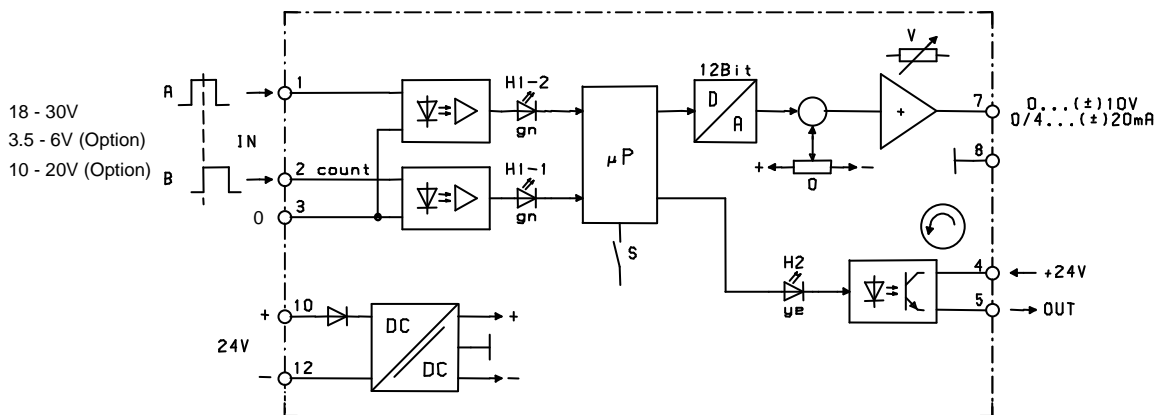 V
12Bit
D
A
+
7
0...(±)10V
0/4...(±)20mA
8
+
0
-
A
1
H1-2
gn
18 - 30V
3.5 - 6V (Option)
10 - 20V (Option)
IN
B
2 count
H1-1
gn
0
3
µP
S
H2
ye
4
+24V
5
OUT
+
10
DC
DC
+
24V
-
12
-